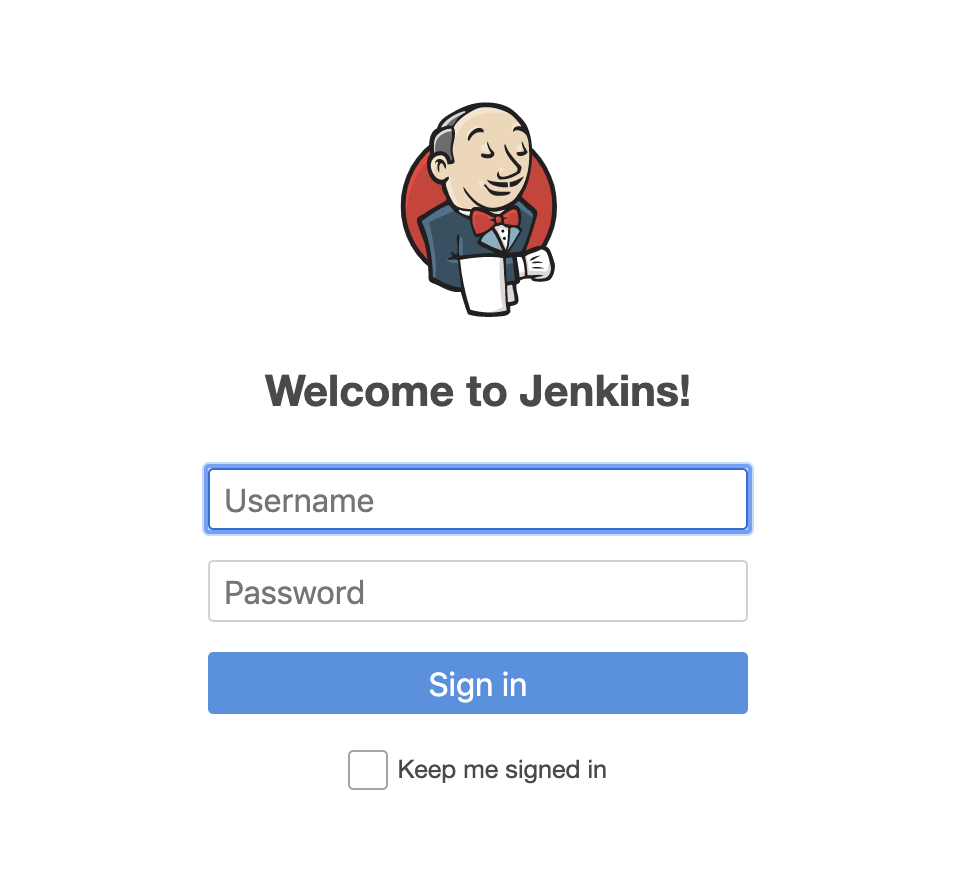 Welcome to Jenkins!
Username
Password
Sign in
Keep me signed in